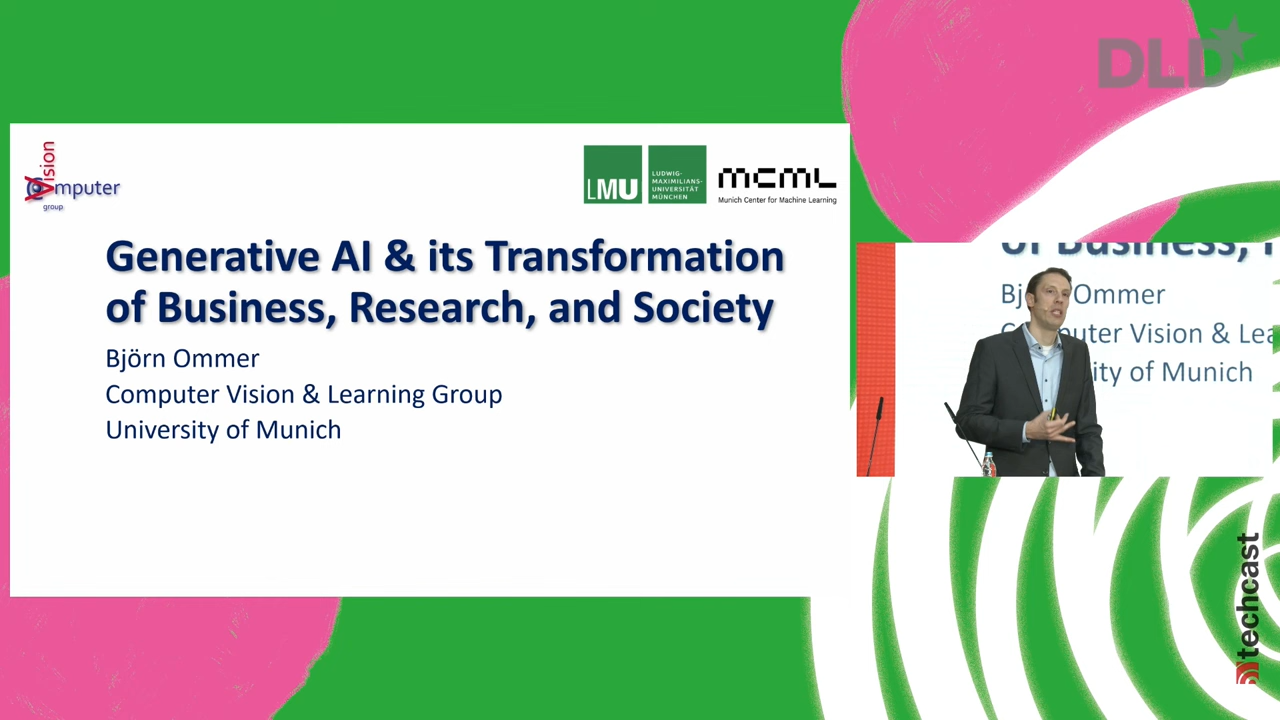 DLD
Vision
Computer
group
LMU
LUDWIG-
MAXIMILIANS-
UNIVERSITÄT
MÜNCHEN
mcml
Munich Center for Machine Learning
Generative AI & its Transformation
of Business, Research, and Society
Björn Ommer
Computer Vision & Learning Group
University of Munich
of Business,
Bj Ommer
C puter Vision & Lea
ity of Munich
techcast